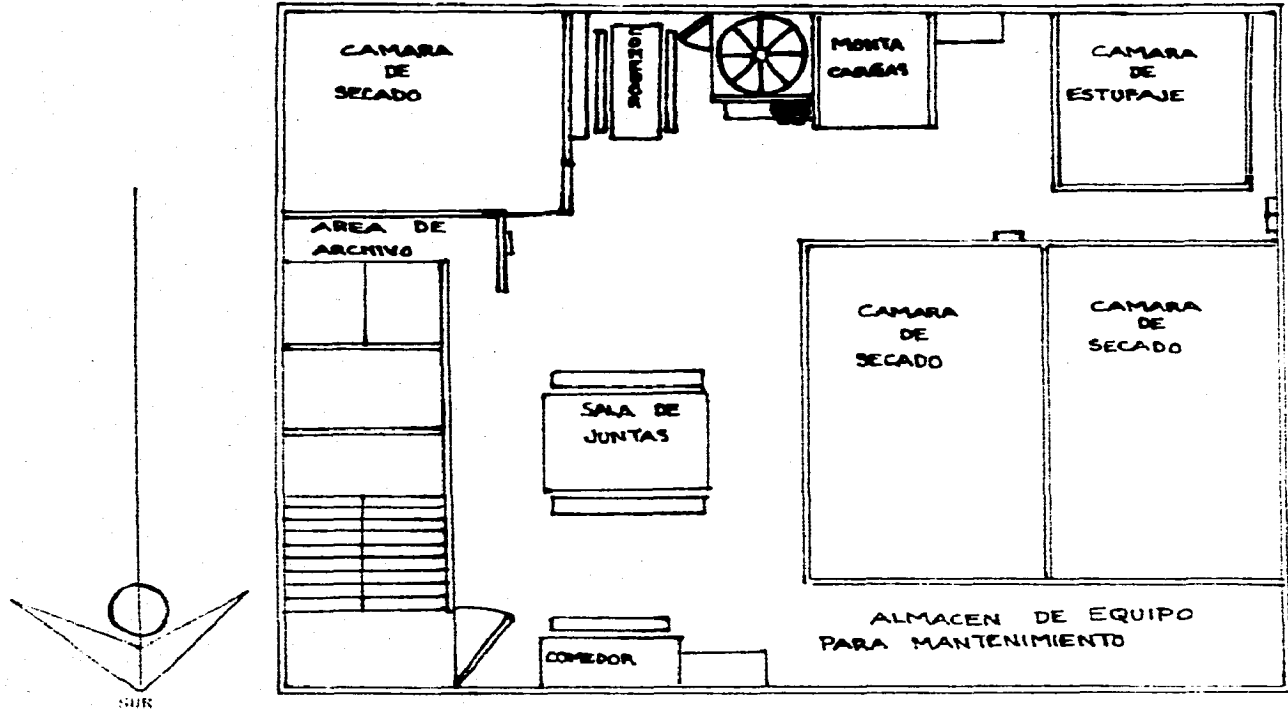 CAMARA
DE
SECADO
MONTA
CARGAS
CAMARA
DE
ESTUPAJE
AREA DE
ARCHIVO
CAMARA
DE
SECADO
CAMARA
DE
SECADO
SALA DE
JUNTAS
ALMACEN DE EQUIPO
PARA MANTENIMIENTO
COMEDOR
SUR